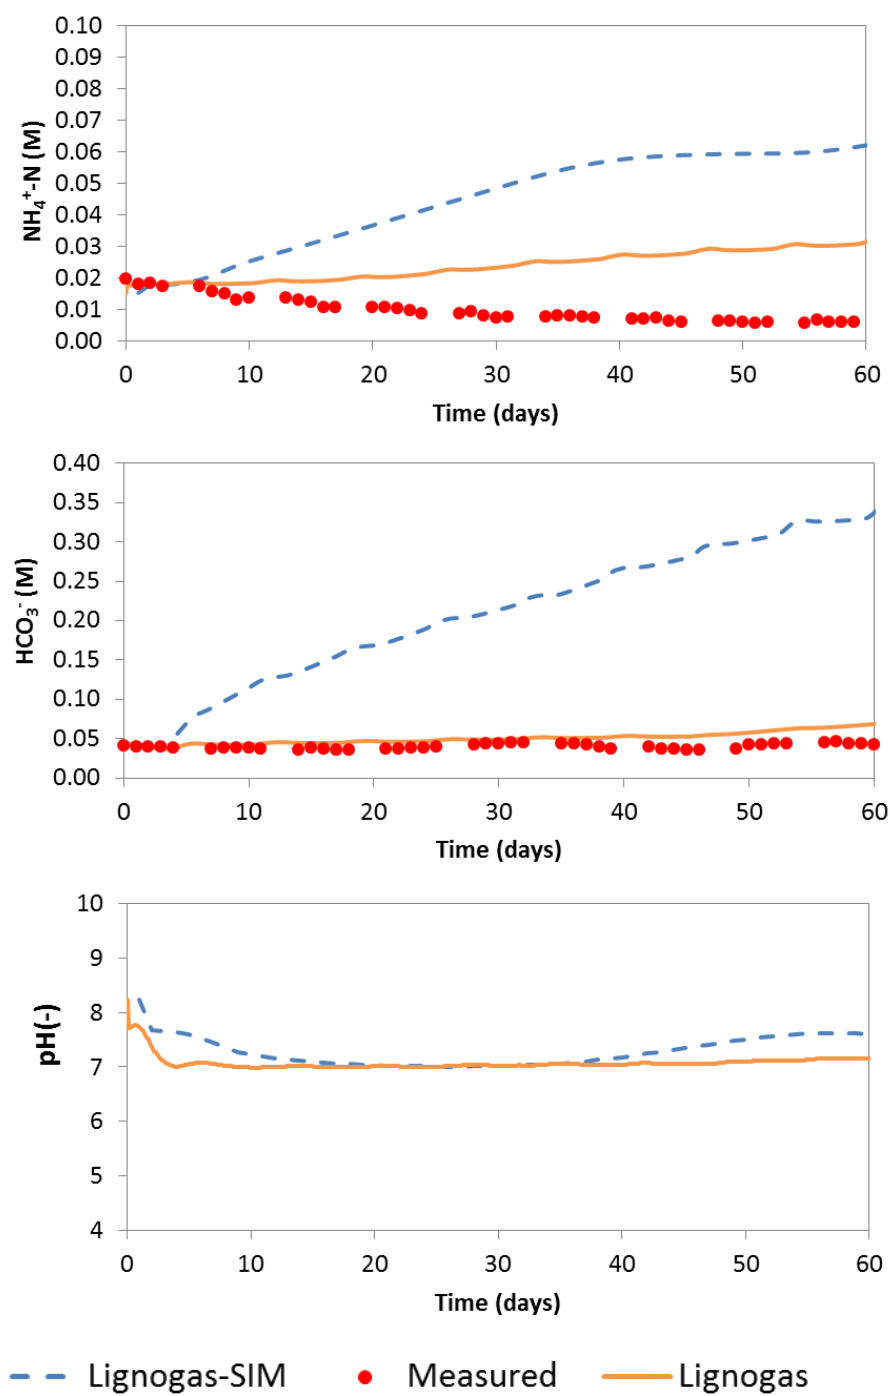 0.10
0.09
0.08
0.07
0.06
0.05
0.04
0.03
0.02
0.01
0.00
NH₄⁺-N (M)
0 10 20 30 40 50 60
Time (days)
0.40
0.35
0.30
0.25
0.20
0.15
0.10
0.05
0.00
HCO₃⁻ (M)
0 10 20 30 40 50 60
Time (days)
10
9
8
7
6
5
4
pH(-)
0 10 20 30 40 50 60
Time (days)
Lignogas-SIM Measured Lignogas